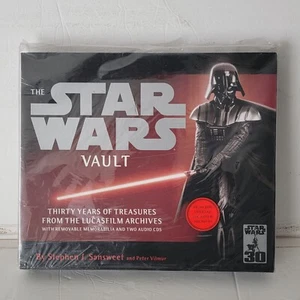 THE
STAR
WARS
VAULT
THIRTY YEARS OF TREASURES
FROM THE LUCASFILM ARCHIVES
WITH REMOVABLE MEMORABILIA AND TWO AUDIO CDS
By Stephen J. Sansweet and Peter Vilmur
STAR
WARS
30